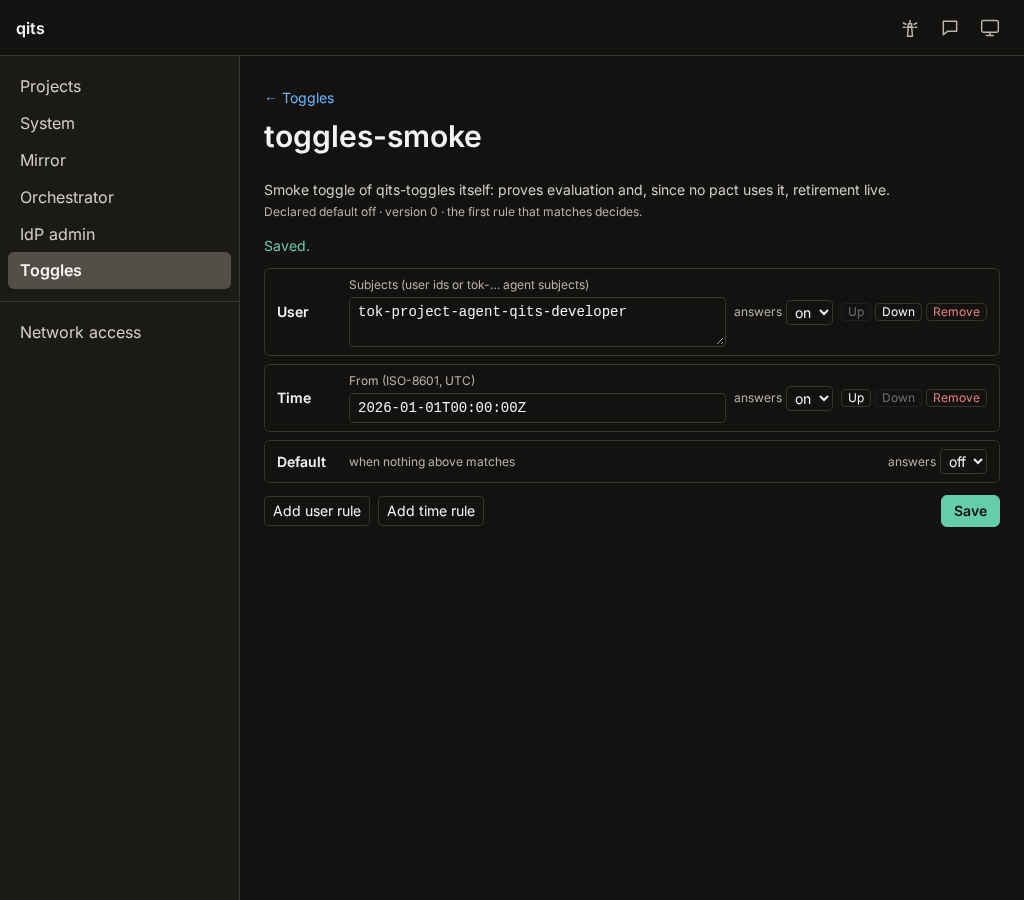 qits
Projects
System
Mirror
Orchestrator
IdP admin
Toggles
Network access
← Toggles
toggles-smoke
Smoke toggle of qits-toggles itself: proves evaluation and, since no pact uses it, retirement live.
Declared default off · version 0 · the first rule that matches decides.
Saved.
Subjects (user ids or tok-... agent subjects)
User tok-project-agent-qits-developer answers on Up Down Remove
From (ISO-8601, UTC)
Time 2026-01-01T00:00:00Z answers on Up Down Remove
Default when nothing above matches answers off
Add user rule Add time rule Save